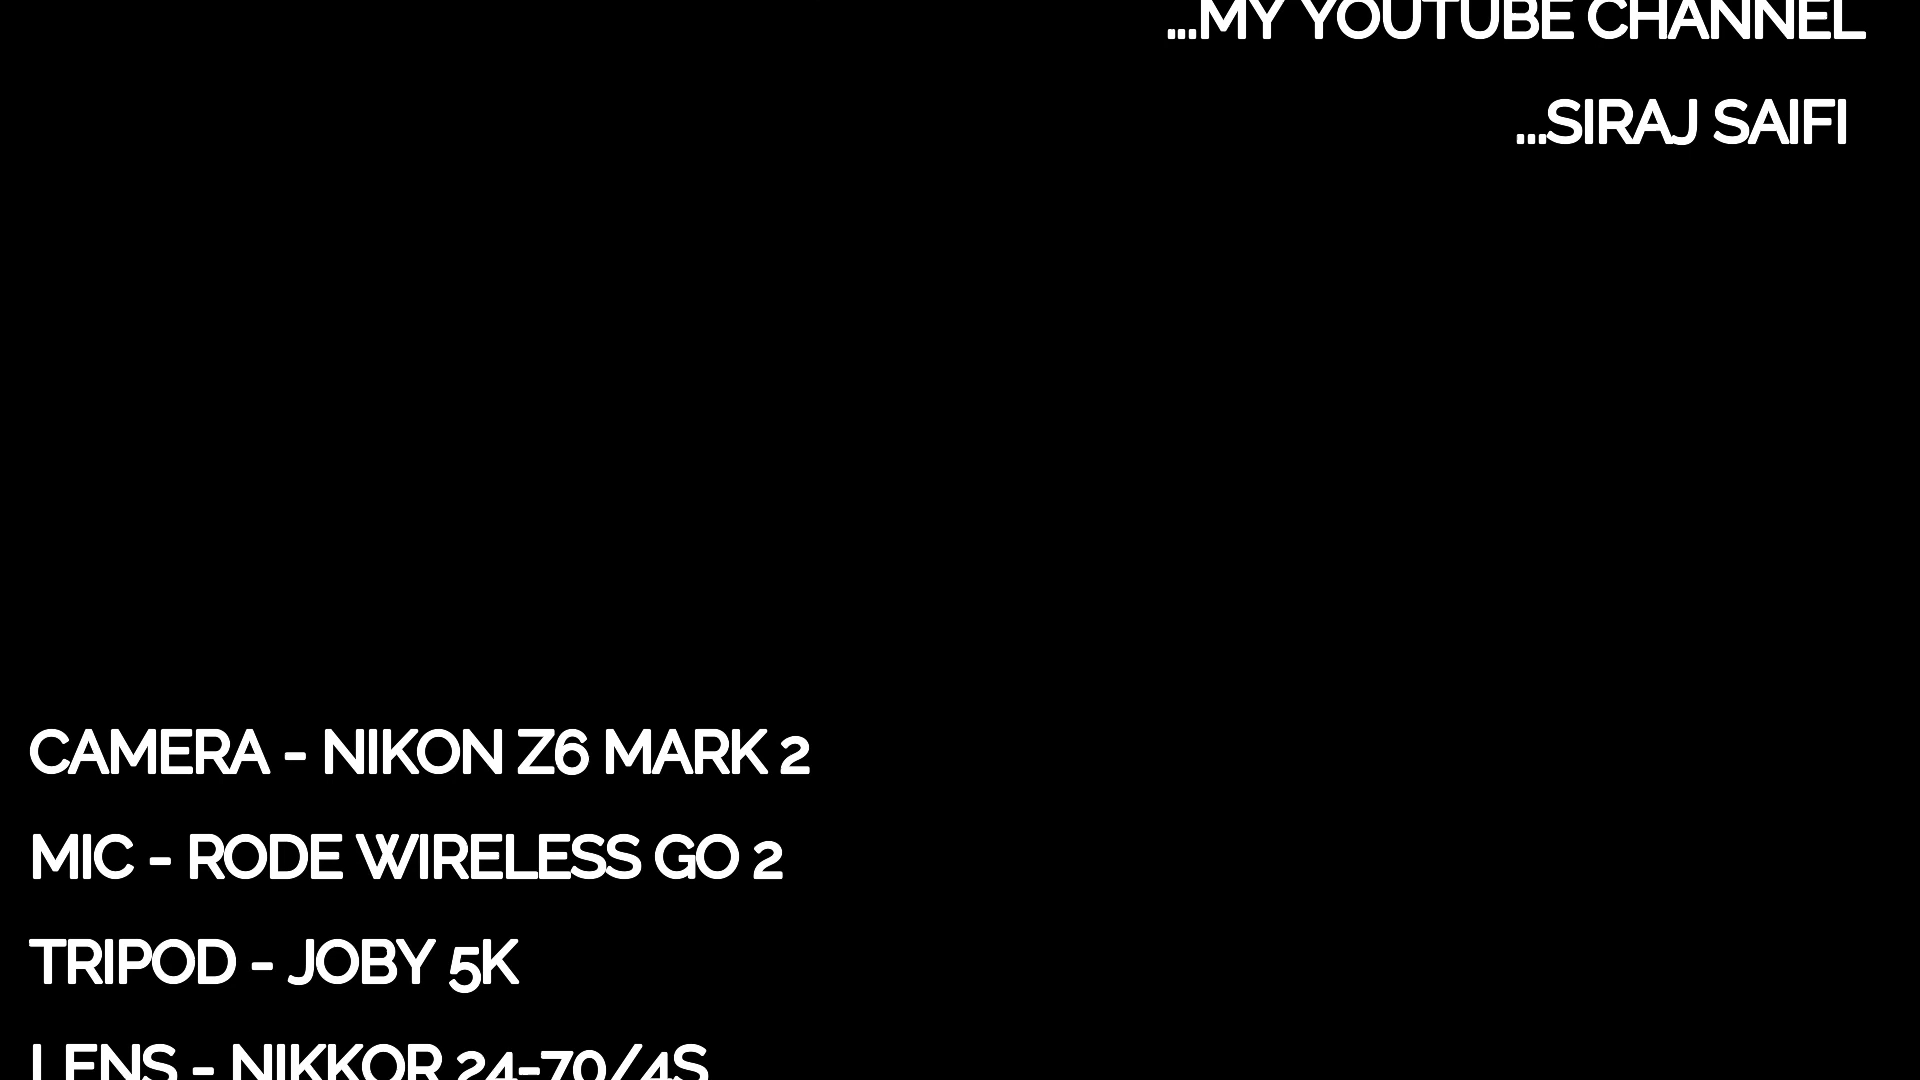 ...MY YOUTUBE CHANNEL
...SIRAJ SAIFI
CAMERA - NIKON Z6 MARK 2
MIC - RODE WIRELESS GO 2
TRIPOD - JOBY 5K
LENS - NIKKOR 24-70/4S